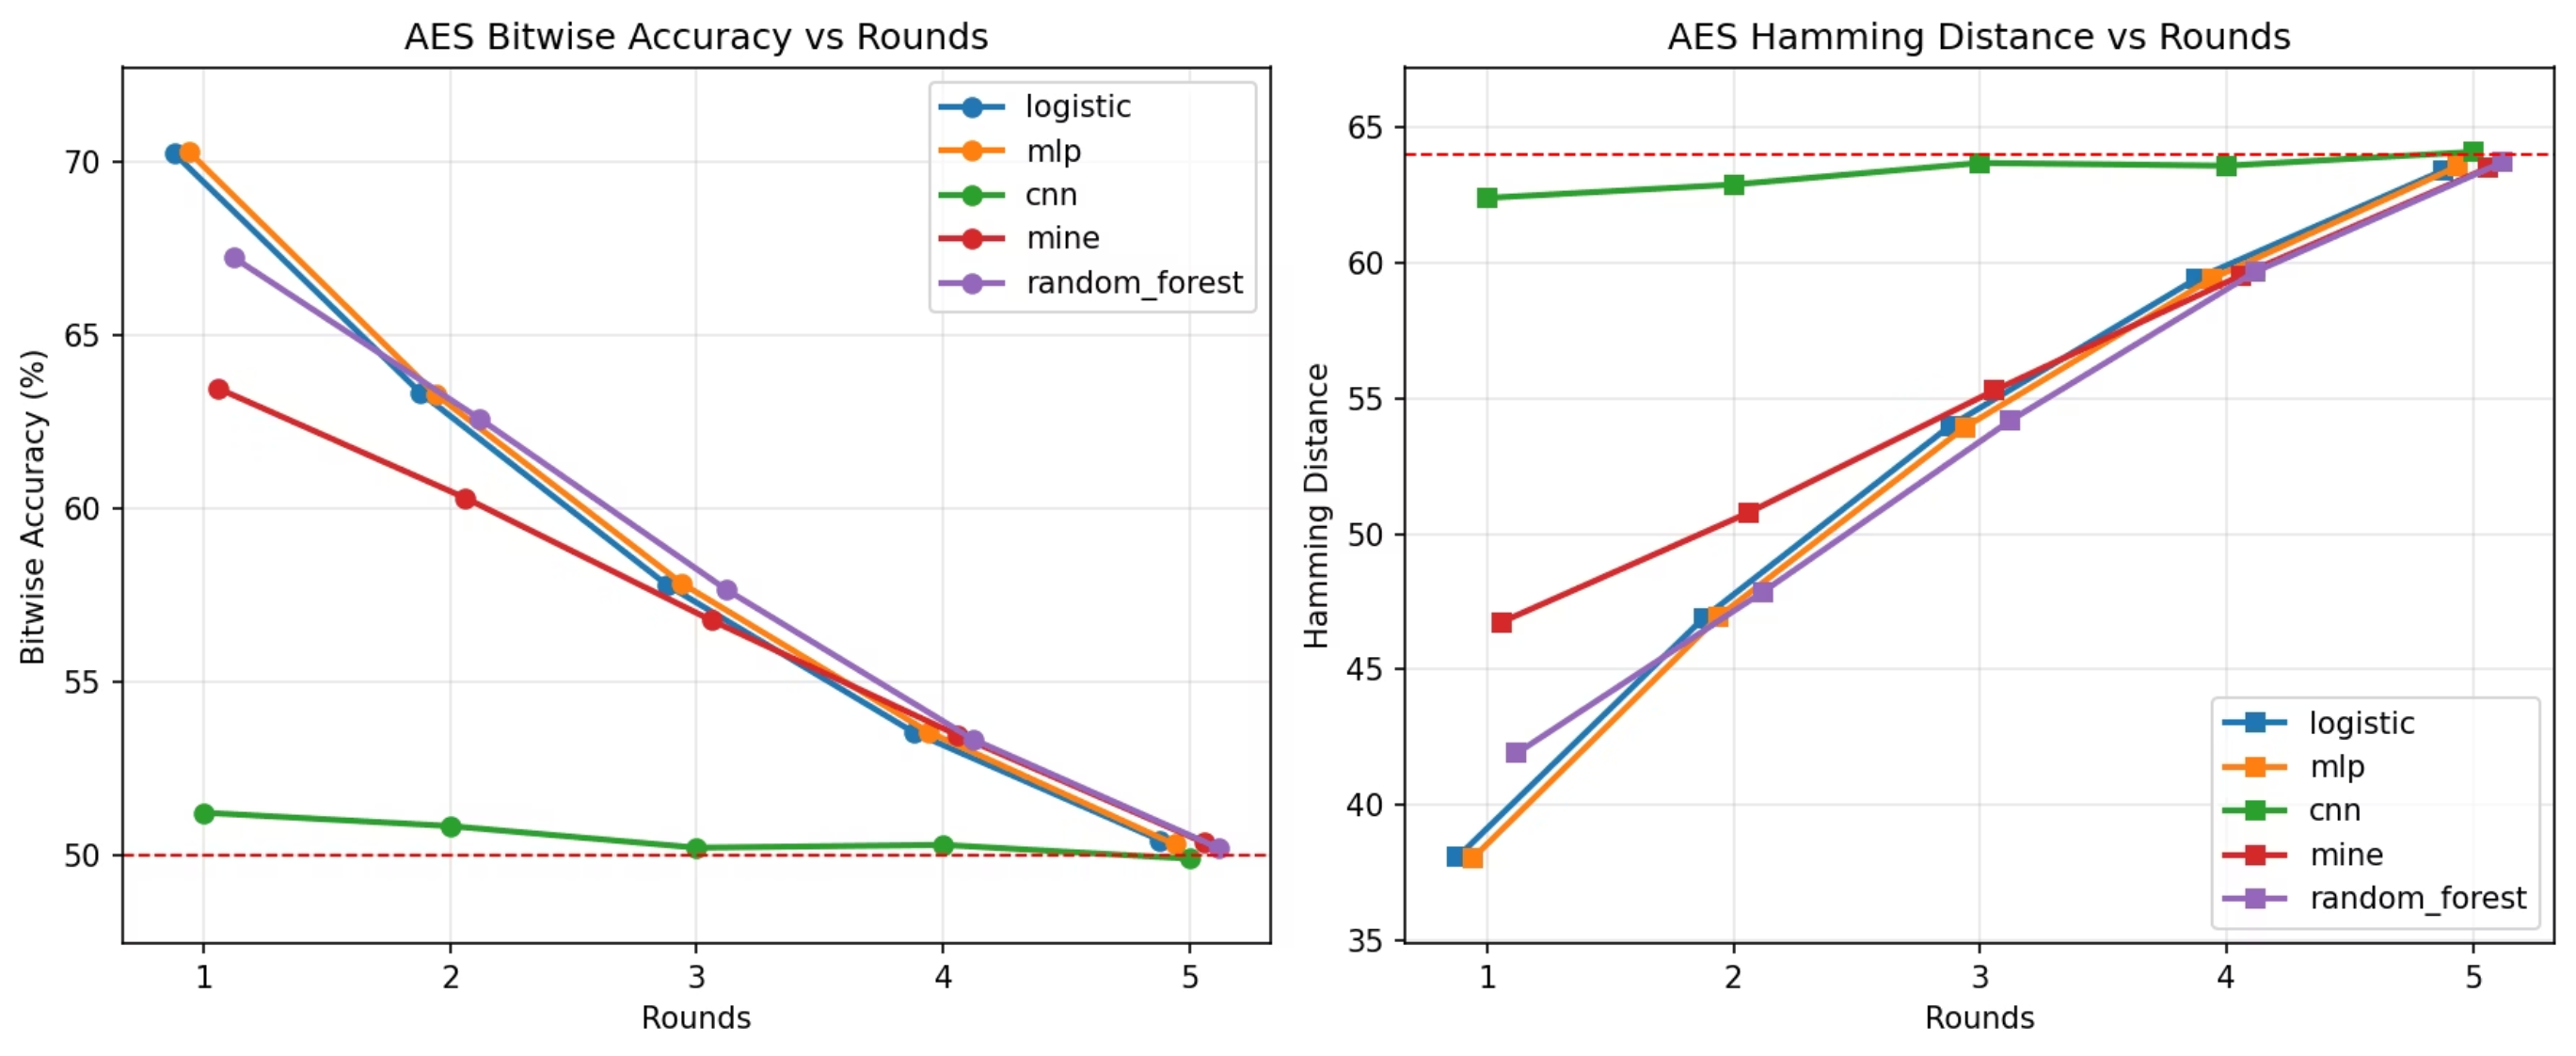 AES Bitwise Accuracy vs Rounds
Bitwise Accuracy (%)
70
65
60
55
50
1 2 3 4 5
Rounds
logistic
mlp
cnn
mine
random_forest
AES Hamming Distance vs Rounds
Hamming Distance
65
60
55
50
45
40
35
1 2 3 4 5
Rounds
logistic
mlp
cnn
mine
random_forest